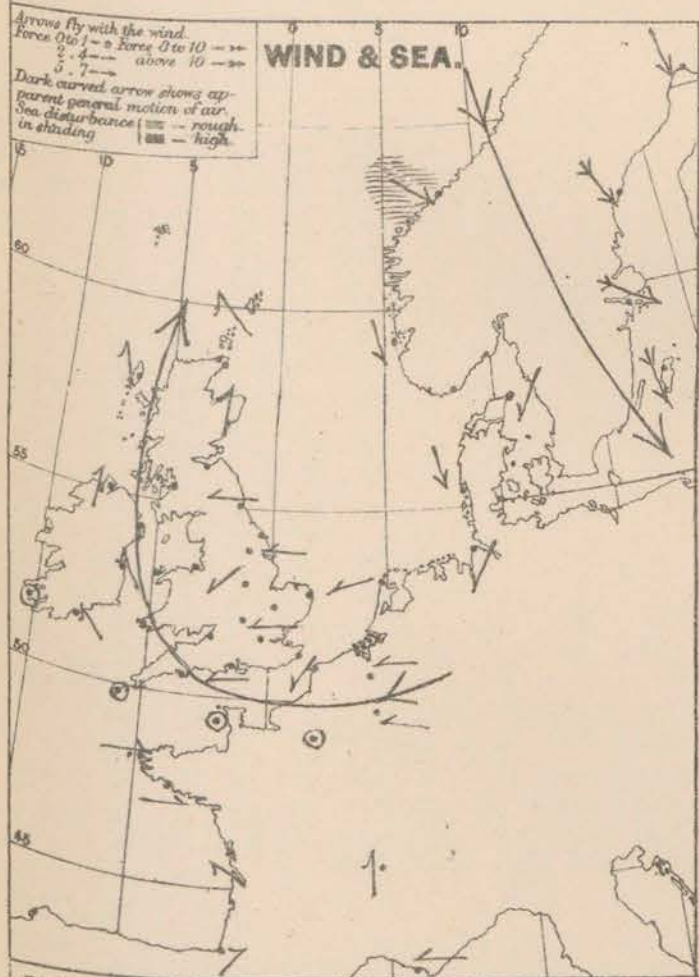 Arrows fly with the wind.
Force 0 to 1 Force 8 to 10
2 . 4 above 10
5 . 7
Dark curved arrow shows ap-
parent general motion of air.
Sea disturbance rough.
in shading high.
WIND & SEA.
0 5 10
15 10 5
60
55
50
45